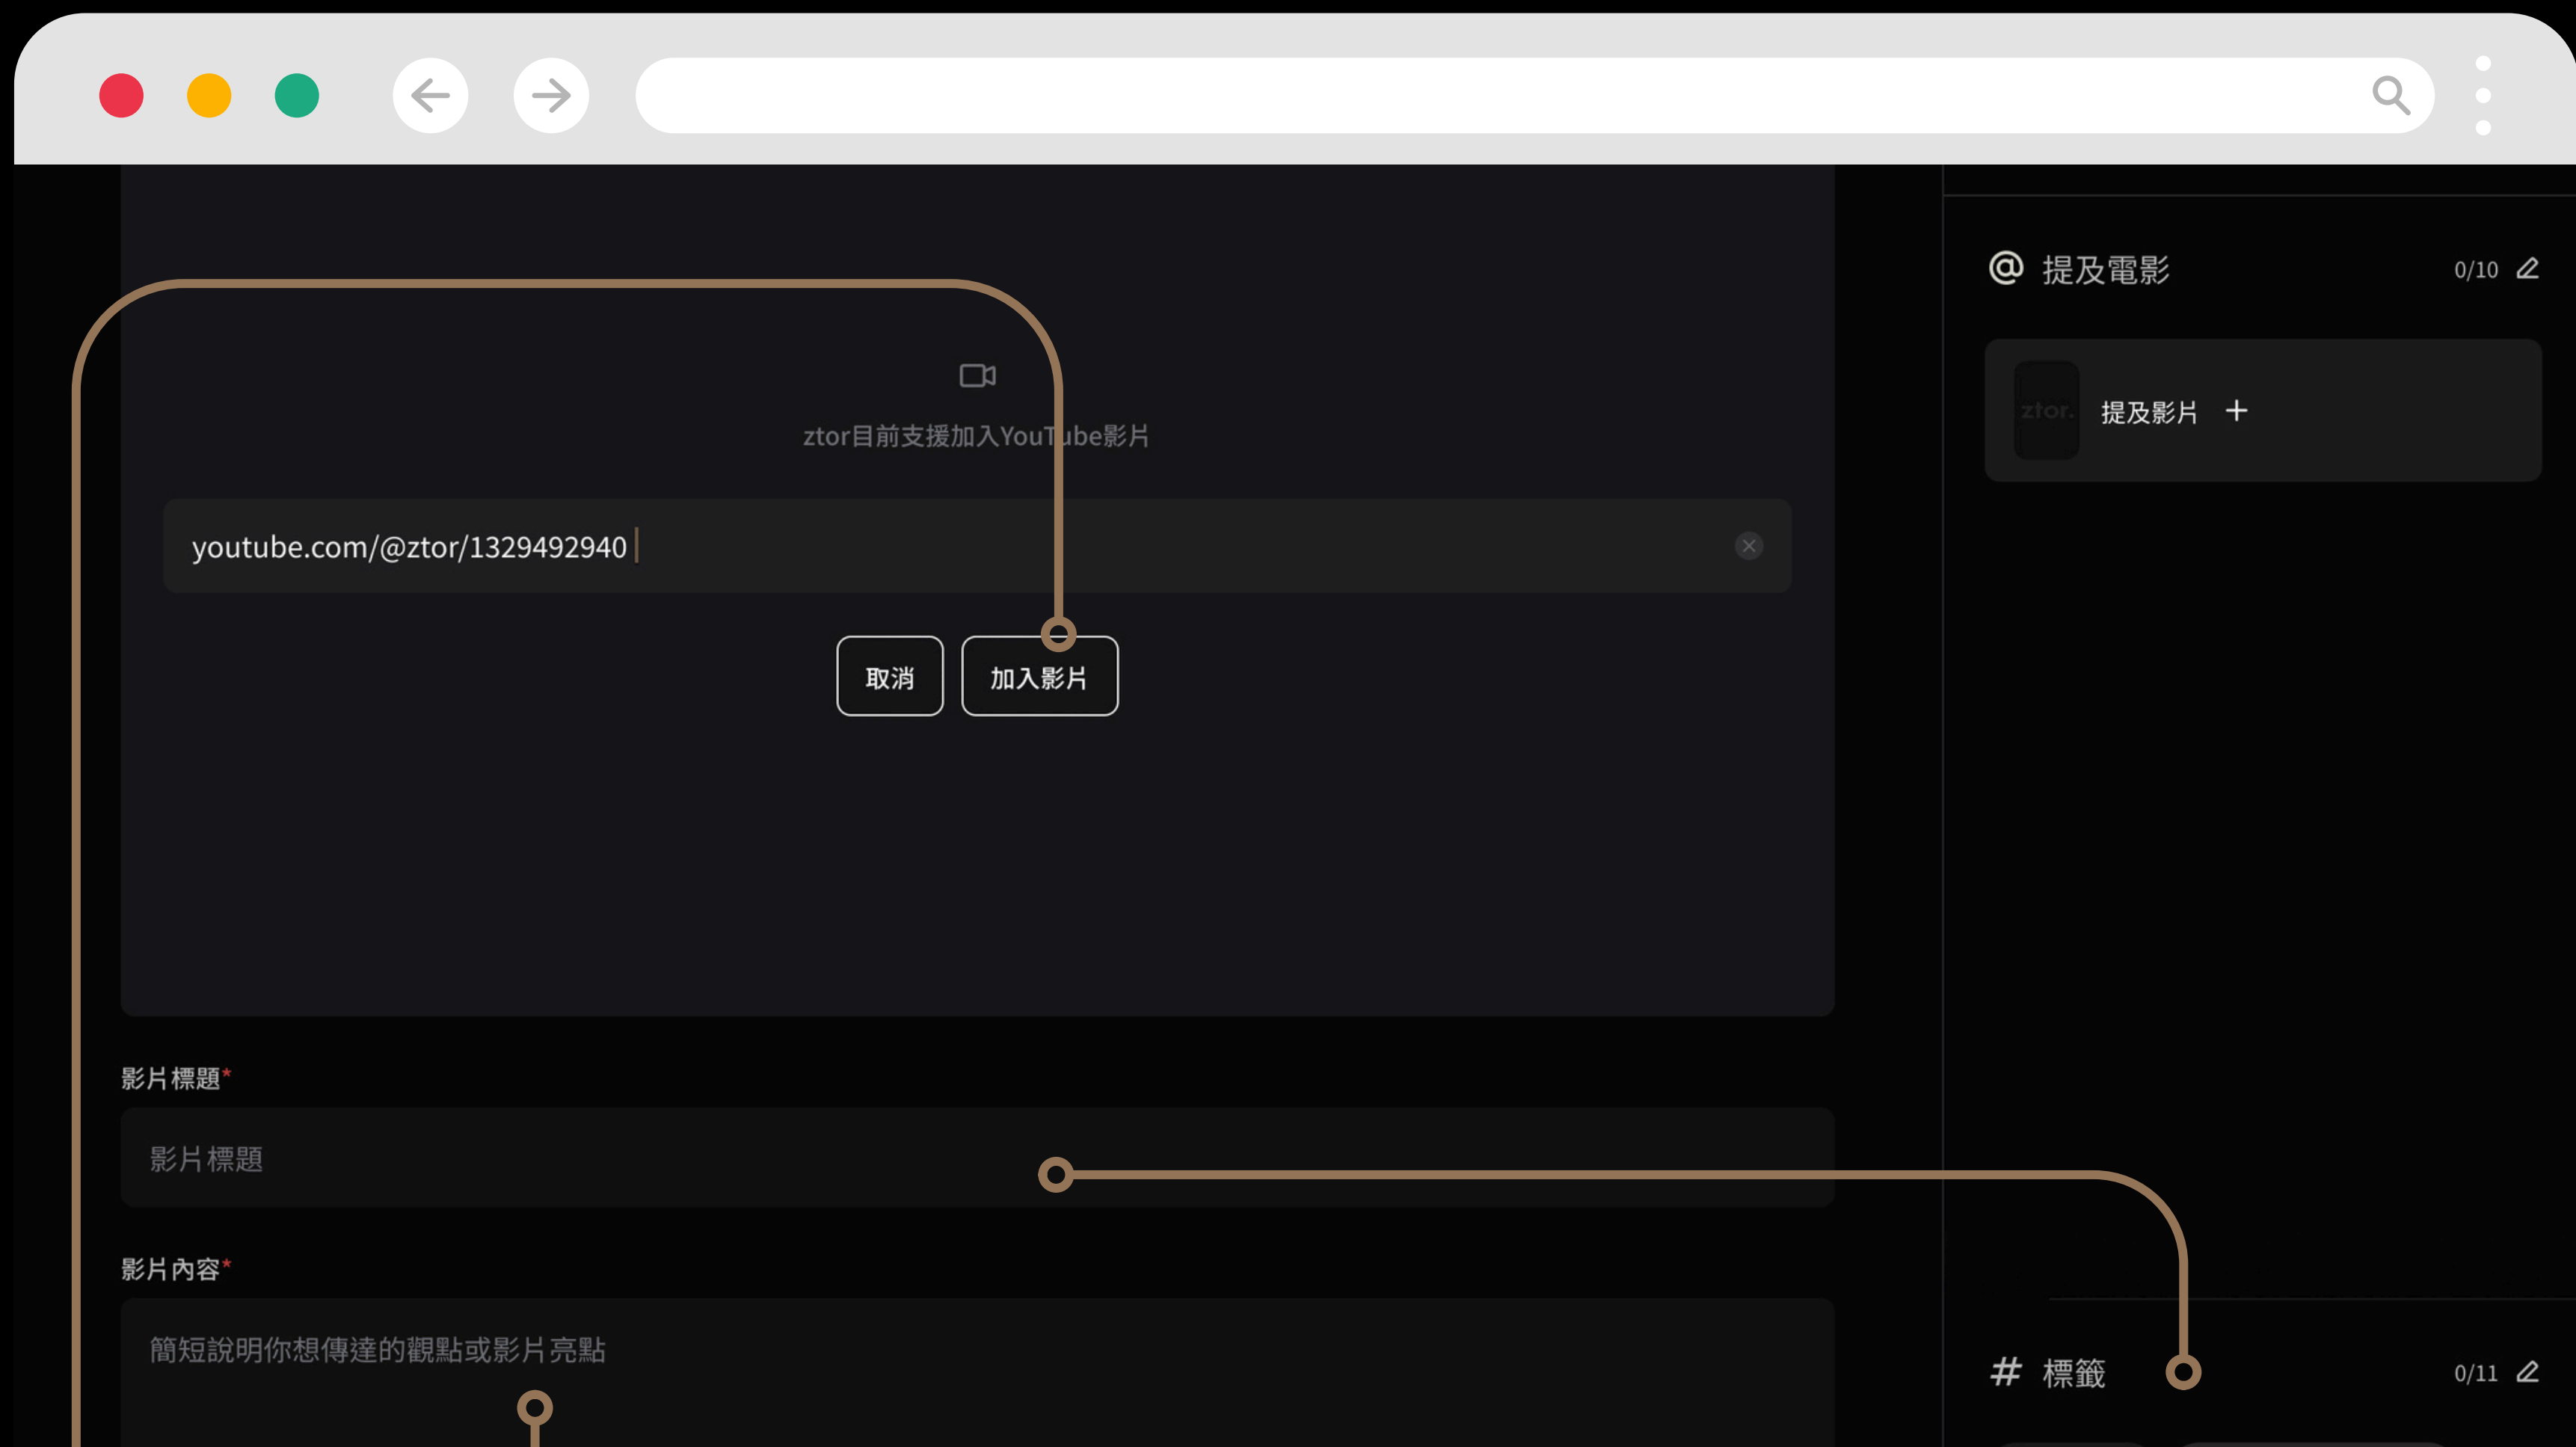 ztor目前支援加入YouTube影片
youtube.com/@ztor/1329492940
取消
加入影片
影片標題*
影片標題
影片內容*
簡短說明你想傳達的觀點或影片亮點
@ 提及電影
0/10
ztor.
提及影片 +
# 標籤
0/11